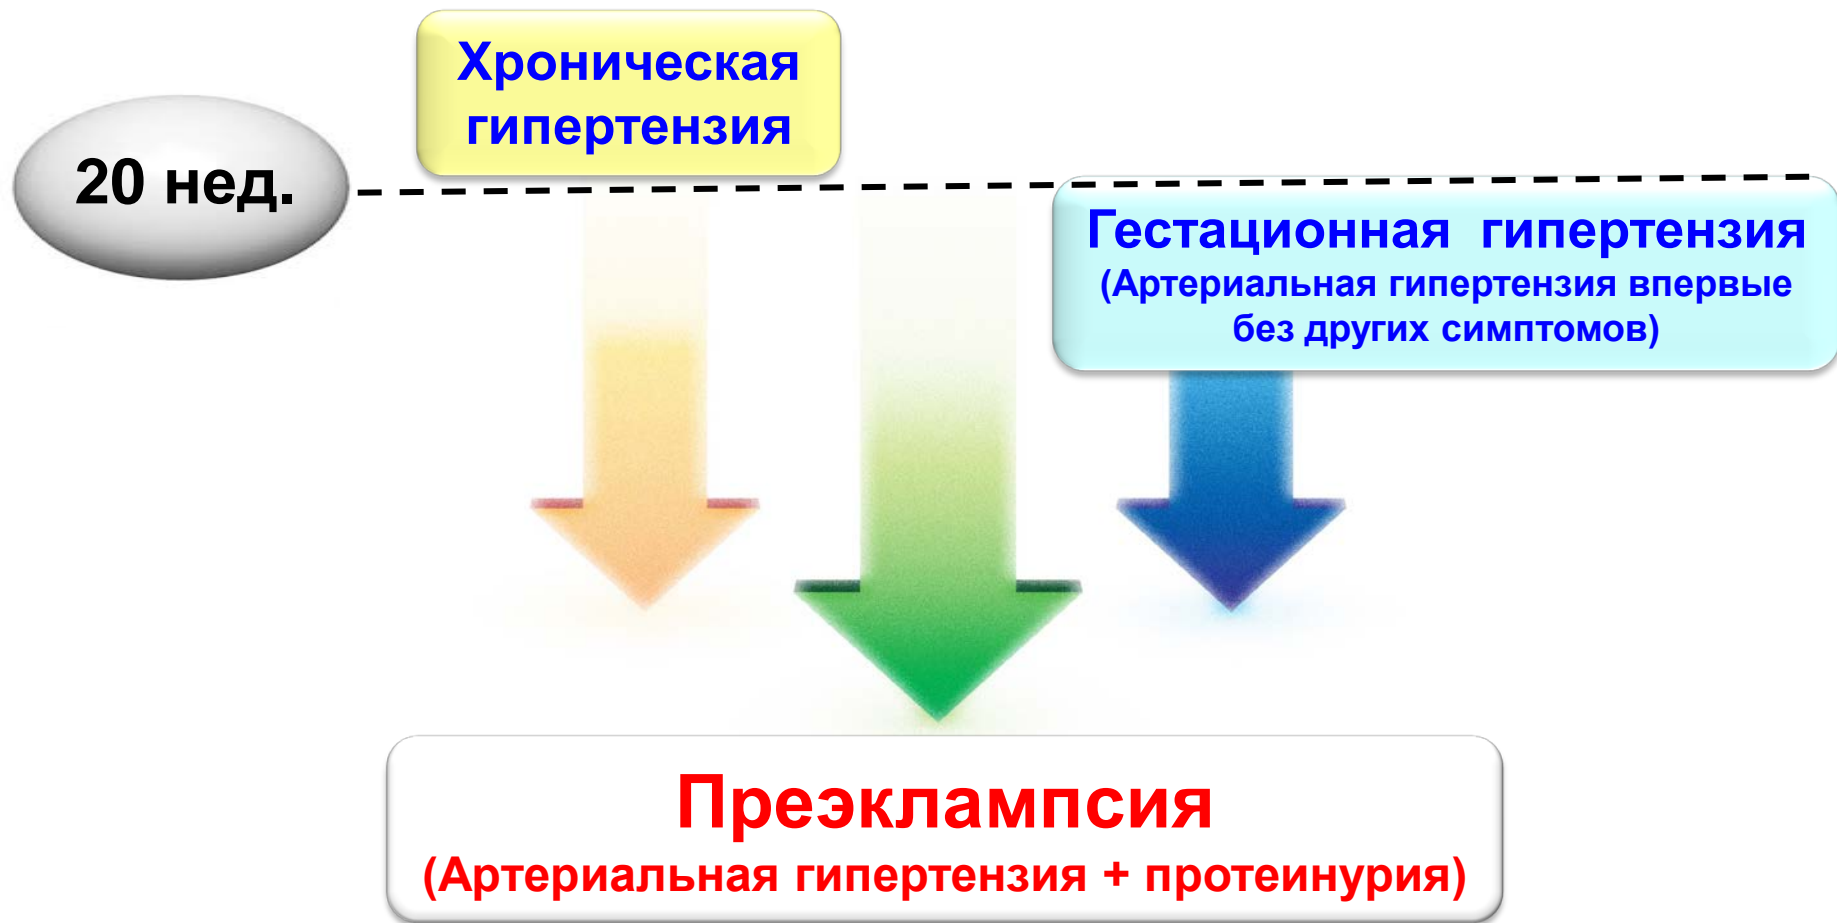 Хроническая
гипертензия
20 нед.
Гестационная гипертензия
(Артериальная гипертензия впервые
без других симптомов)
Преэклампсия
(Артериальная гипертензия + протеинурия)